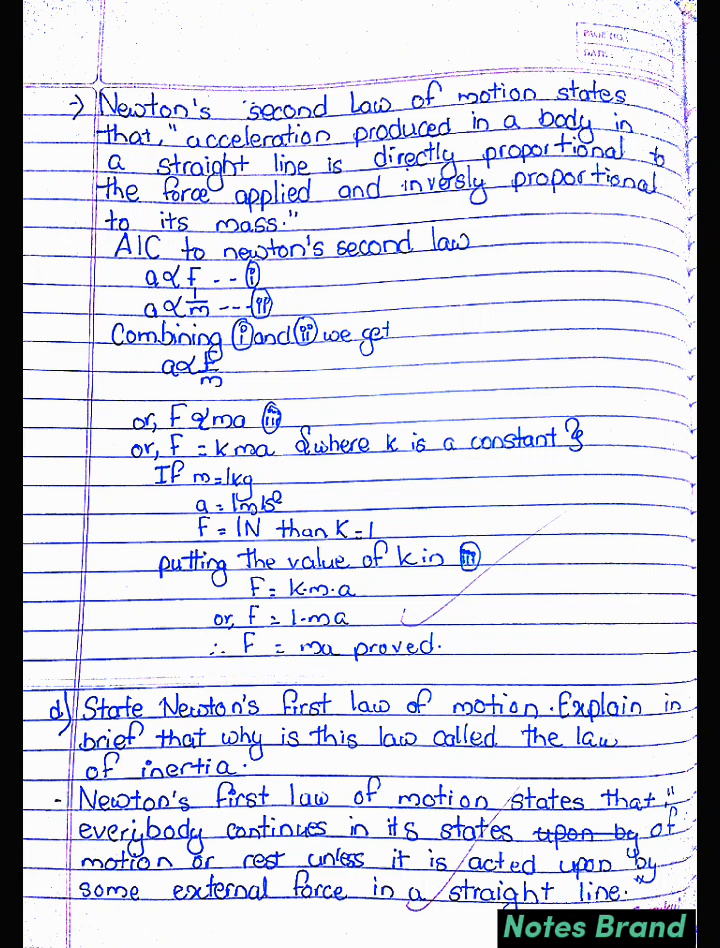 PAGE NO.:
DATE:
→ Newton's second law of motion states
that, "acceleration produced in a body in
a straight line is directly proportional to
the force applied and inversly proportional
to its mass."
A/C to newton's second law
a ∝ F -- (i)
a ∝ 1/m --- (ii)
Combining (i) and (ii) we get
a ∝ F/m
or, F ∝ ma (iii)
or, F = kma {where k is a constant}
If m = 1kg
a = 1m/s²
F = 1N than K = 1
putting the value of k in (iii)
F = K.m.a
or, F = 1.ma
∴ F = ma proved.
d.) State Newton's first law of motion. Explain in
brief that why is this law called the law
of inertia.
- Newton's first law of motion states that "
everybody continues in its states upon by of
motion or rest unless it is acted upon by
some external force in a straight line."
Notes Brand